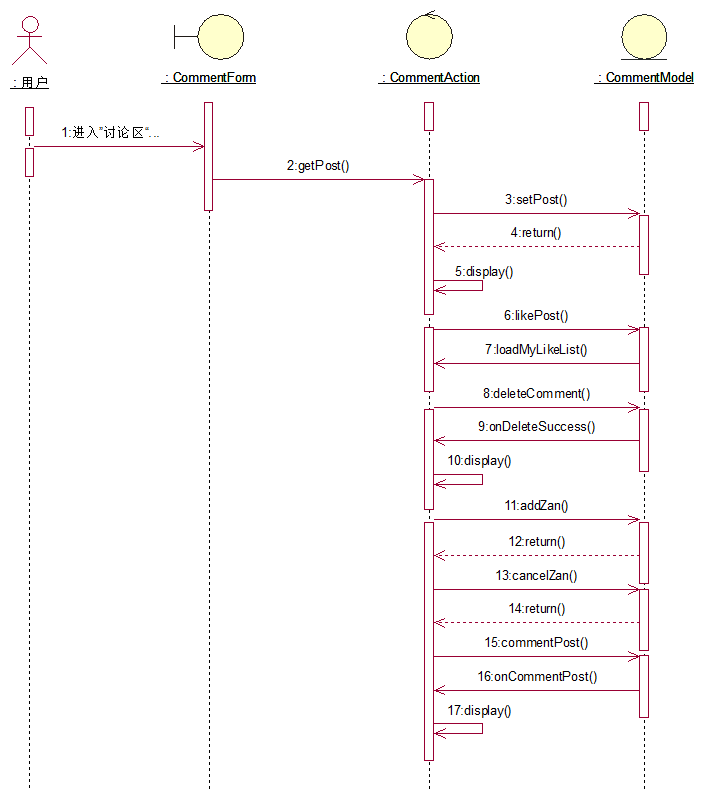 : 用户
: CommentForm
: CommentAction
: CommentModel
1:进入”讨论区“...
2:getPost()
3:setPost()
4:return()
5:display()
6:likePost()
7:loadMyLikeList()
8:deleteComment()
9:onDeleteSuccess()
10:display()
11:addZan()
12:return()
13:cancelZan()
14:return()
15:commentPost()
16:onCommentPost()
17:display()